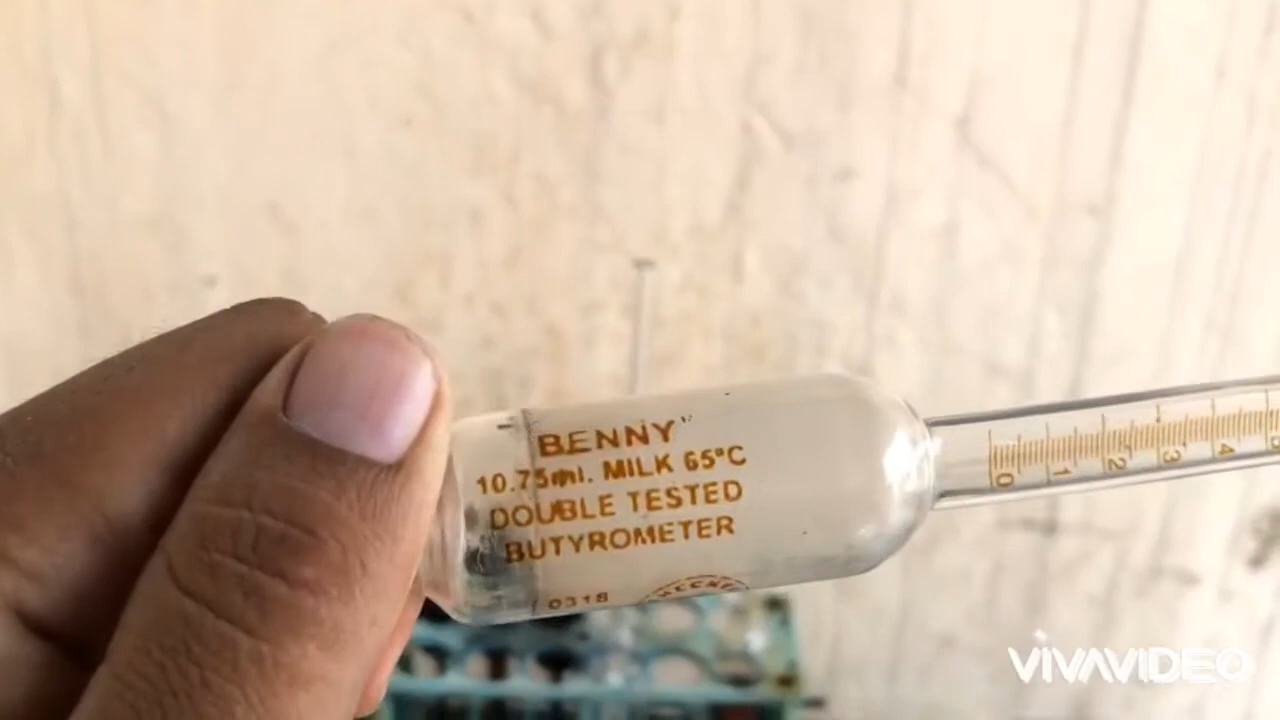 BENNY"
10.75ml. MILK 65°C
DOUBLE TESTED
BUTYROMETER
0318
0 1 2 3 4
VIVAVIDEO